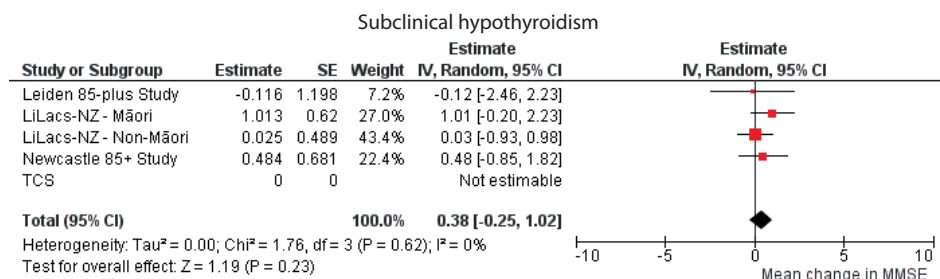 Subclinical hypothyroidism
Estimate Estimate
Study or Subgroup Estimate SE Weight IV, Random, 95% CI IV, Random, 95% CI
Leiden 85-plus Study -0.116 1.198 7.2% -0.12 [-2.46, 2.23]
LiLacs-NZ - Māori 1.013 0.62 27.0% 1.01 [-0.20, 2.23]
LiLacs-NZ - Non-Māori 0.025 0.489 43.4% 0.03 [-0.93, 0.98]
Newcastle 85+ Study 0.484 0.681 22.4% 0.48 [-0.85, 1.82]
TCS 0 0 Not estimable
Total (95% CI) 100.0% 0.38 [-0.25, 1.02]
Heterogeneity: Tau² = 0.00; Chi² = 1.76, df = 3 (P = 0.62); I² = 0%
Test for overall effect: Z = 1.19 (P = 0.23)
-10 -5 0 5 10
Mean change in MMSE